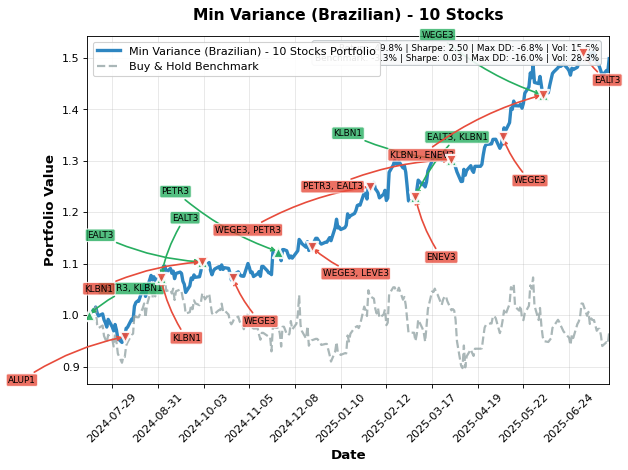 Min Variance (Brazilian) - 10 Stocks
WEGE3
Min Variance (Brazilian) - 10 Stocks Portfolio
Buy & Hold Benchmark
9.8% | Sharpe: 2.50 | Max DD: -6.8% | Vol:
| Sharpe: 0.03 | Max DD: -16.0% | Vol: 28.3%
EALT3
KLBN1
EALT3, KLBN1
KLBN1, ENEV3
WEGE3
PETR3, EALT3
PETR3
EALT3
WEGE3, PETR3
EALT3
ENEV3
WEGE3, LEVE3
KLBN1
R3, KLBN1
WEGE3
ENEV3
ALUP1
1.5
1.4
1.3
1.2
1.1
1.0
0.9
Portfolio Value
2024-07-29
2024-08-31
2024-10-03
2024-11-05
2024-12-08
2025-01-10
2025-02-12
2025-03-17
2025-04-19
2025-05-22
2025-06-24
Date